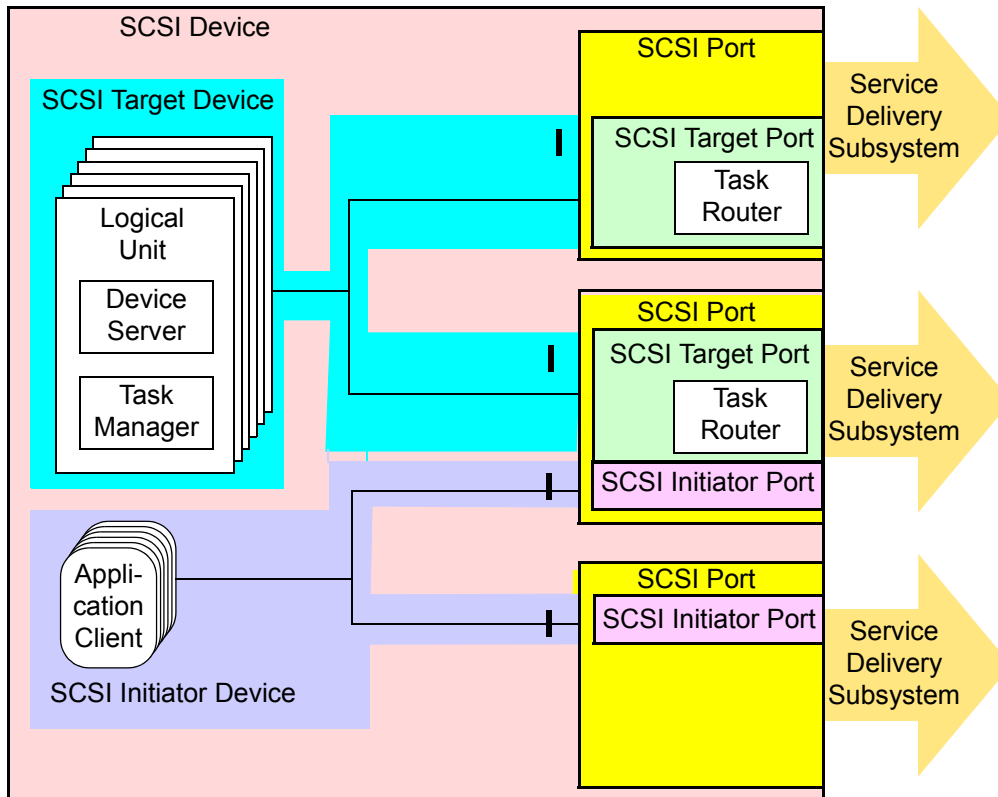 SCSI Device
SCSI Port
Service
Delivery
Subsystem
SCSI Target Device
SCSI Target Port
Task
Router
Logical
Unit
Device
Server
Task
Manager
SCSI Port
SCSI Target Port
Task
Router
SCSI Initiator Port
Service
Delivery
Subsystem
Appli-
cation
Client
SCSI Initiator Device
SCSI Port
SCSI Initiator Port
Service
Delivery
Subsystem